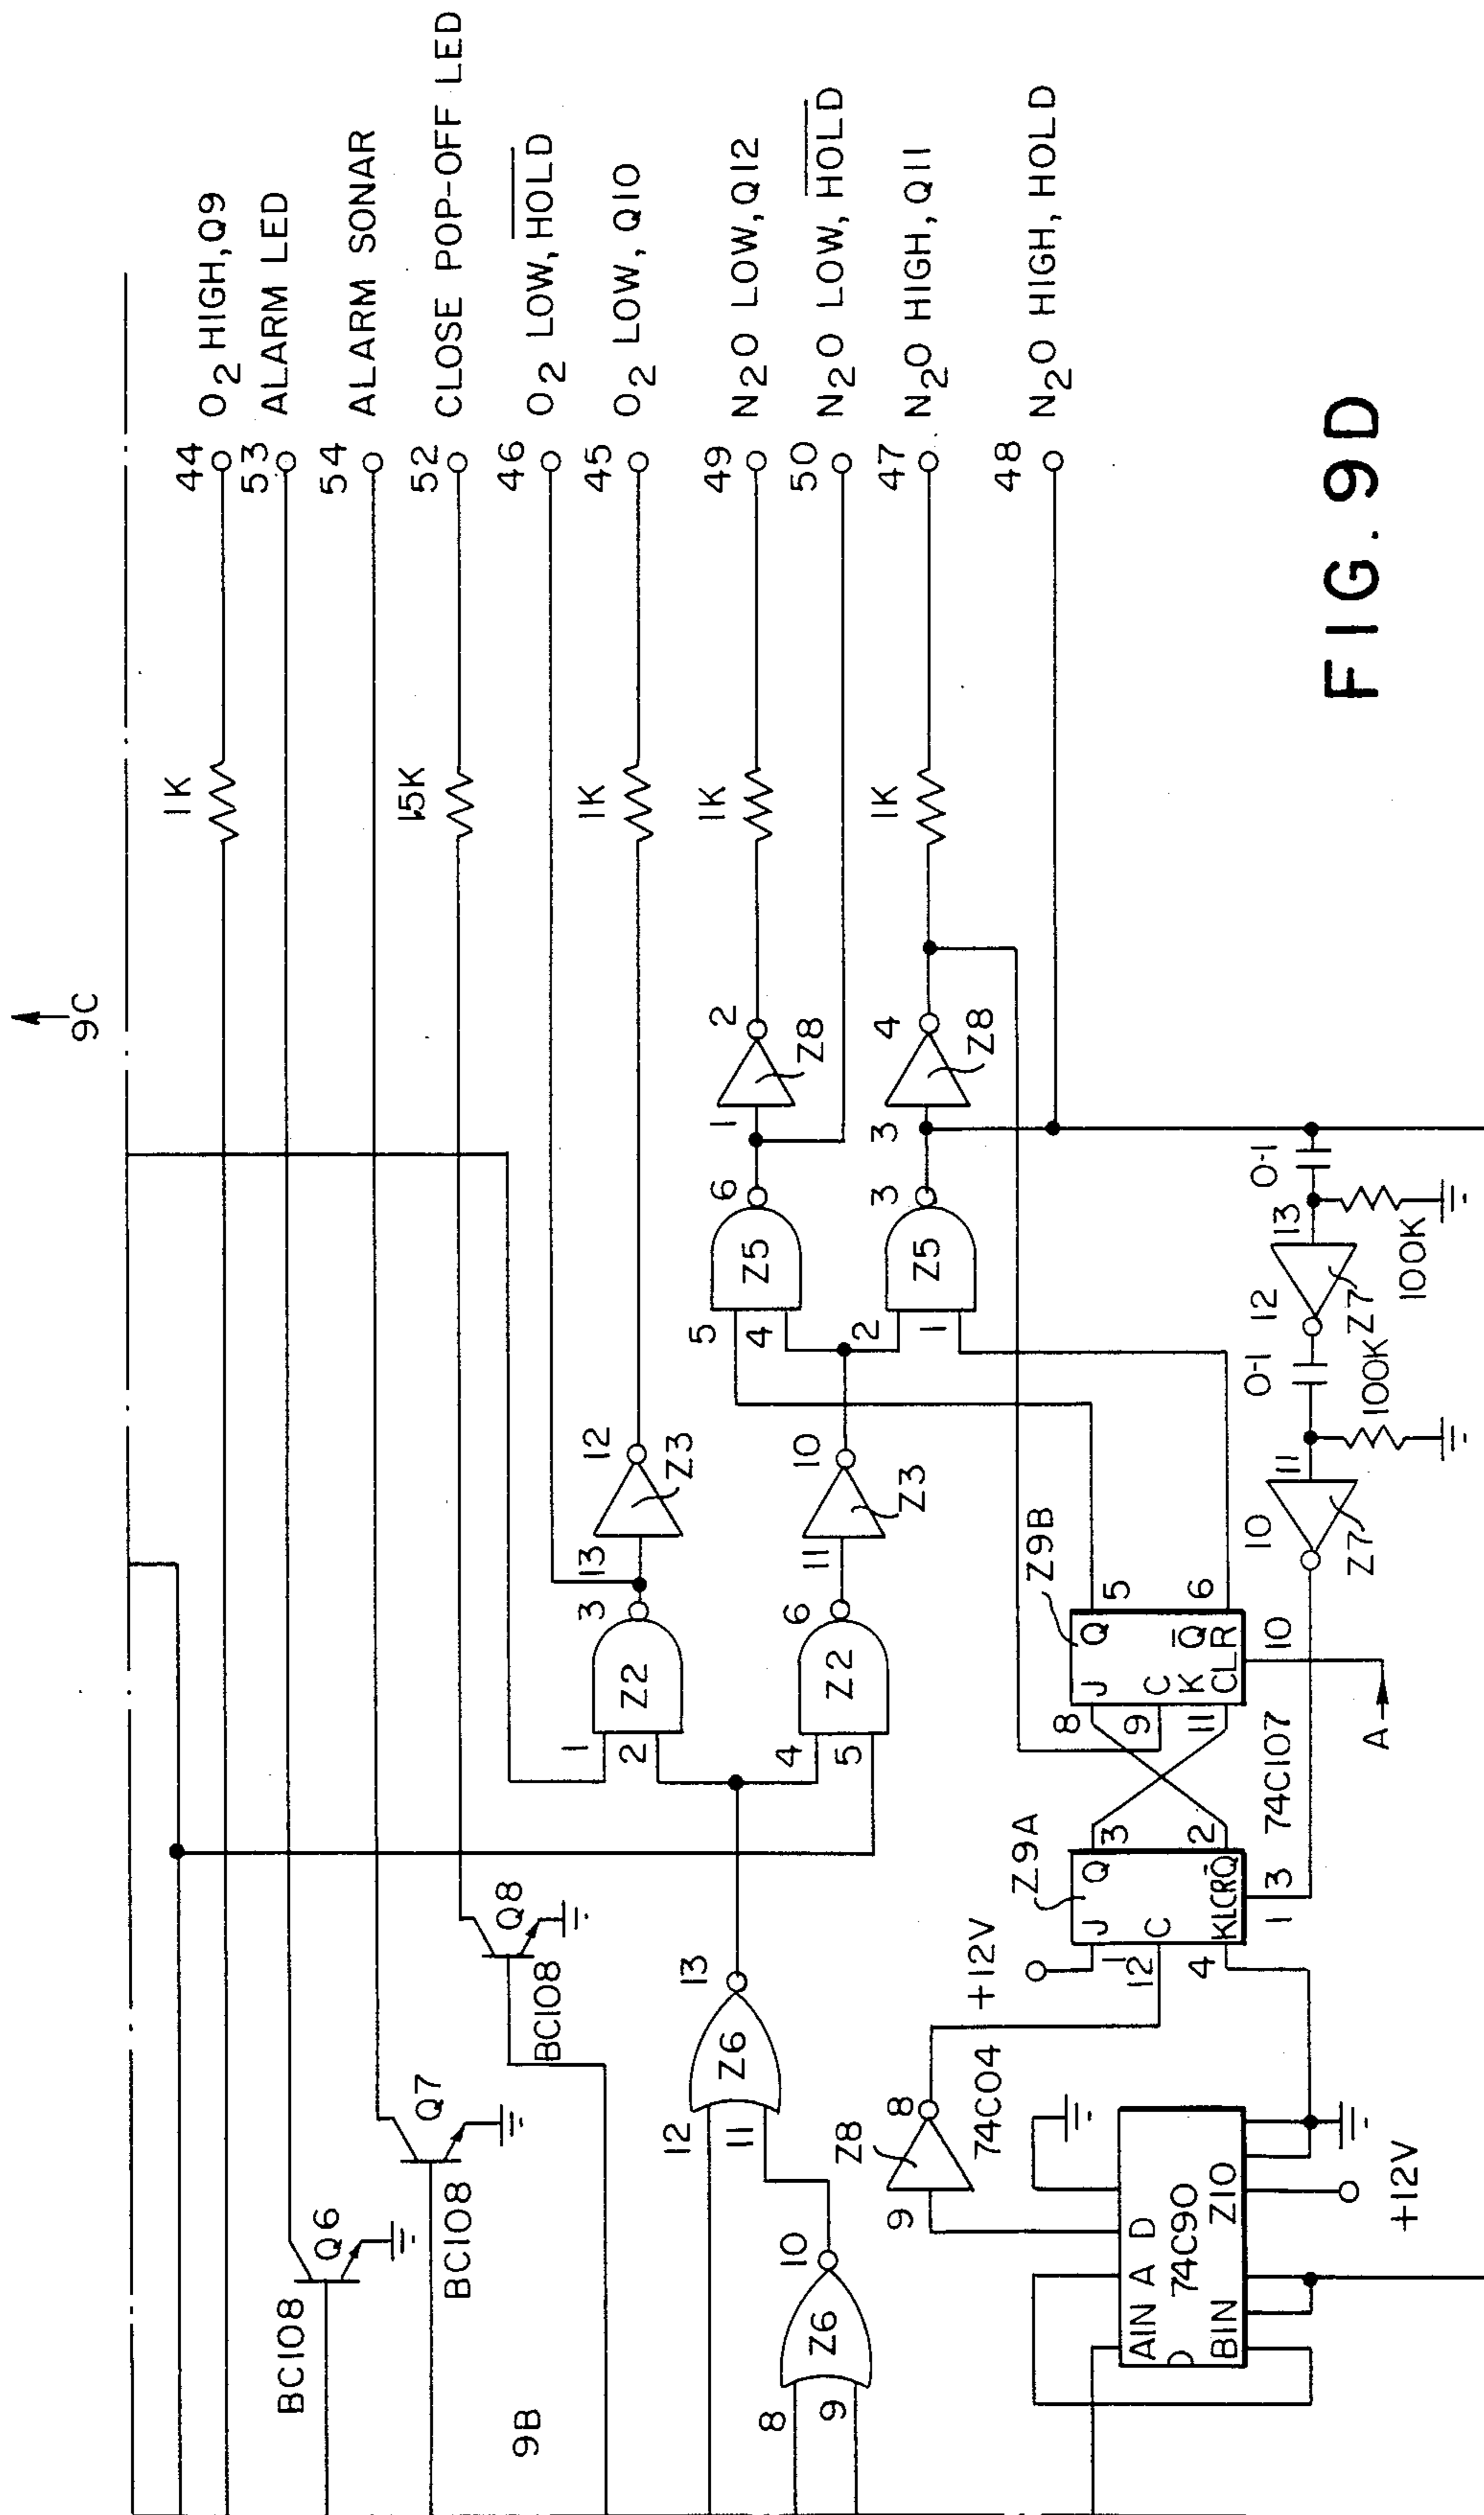 9C
44
O2 HIGH, Q9
53
ALARM LED
54
ALARM SONAR
52
CLOSE POP-OFF LED
46
O2 LOW, HOLD
45
O2 LOW, Q10
49
N2O LOW, Q12
50
N2O LOW, HOLD
47
N2O HIGH, Q11
48
N2O HIGH, HOLD
1K
15K
1K
1K
1K
BC108
Q6
BC108
Q7
BC108
Q8
9B
12
11
Z6
13
8
9
Z6
10
1
2
Z2
3
13
Z3
12
4
5
Z2
6
11
Z3
10
5
4
Z5
6
1
Z8
2
2
1
Z5
3
3
Z8
4
9
Z8
8
74C04
+12V
Z9A
1
J
Q
3
12
C
4
KLCRQ̄
2
1
3
74C107
Z9B
8
J
Q
5
9
C
11
K
Q̄
6
CLR
10
A
AIN A D
74C90
BIN
Z10
+12V
10
Z7
11
100K
0-1
12
Z7
13
100K
0-1
FIG. 9D